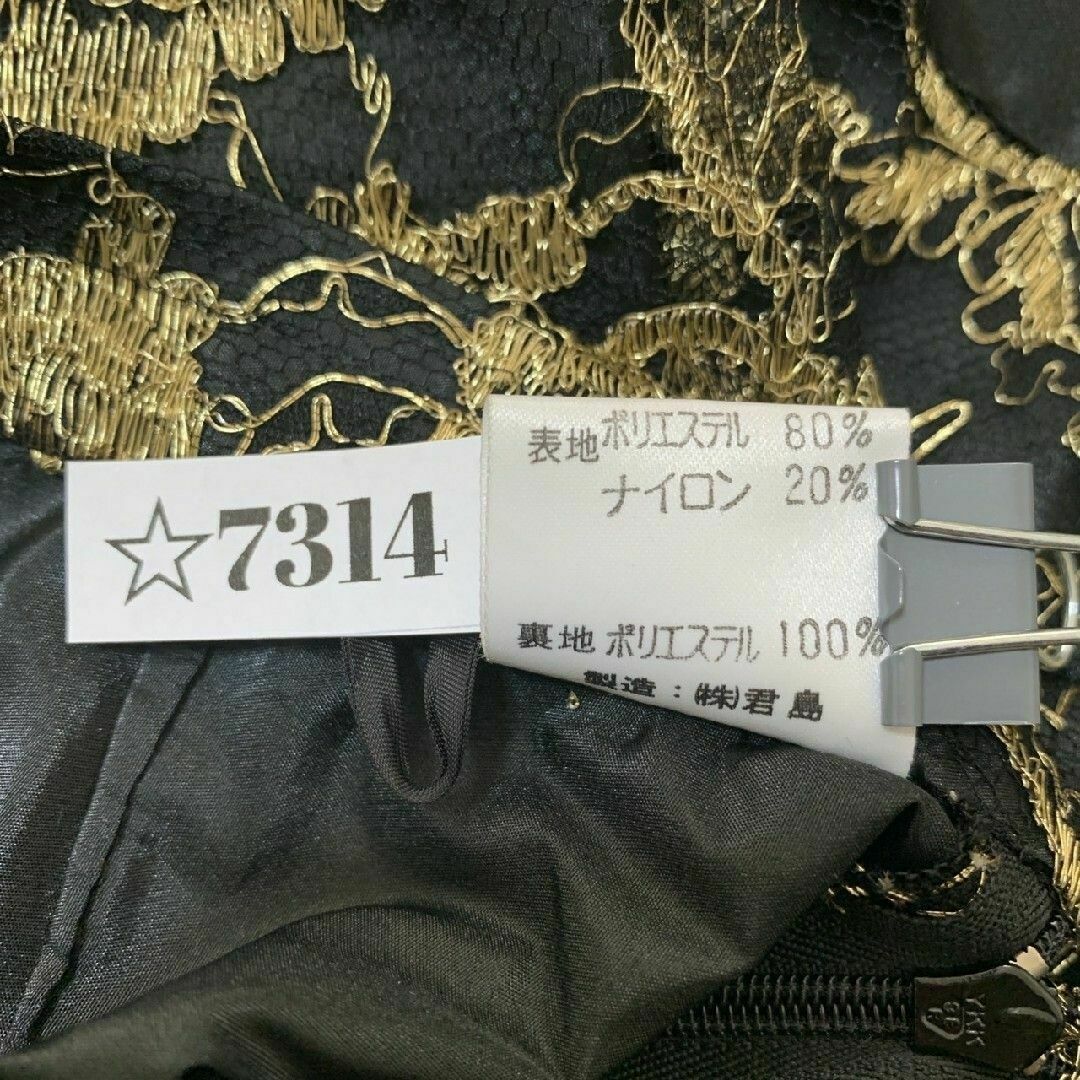 ☆7314
表地 ポリエステル 80%
ナイロン 20%
裏地 ポリエステル 100%
製造：(株)君島
YKK